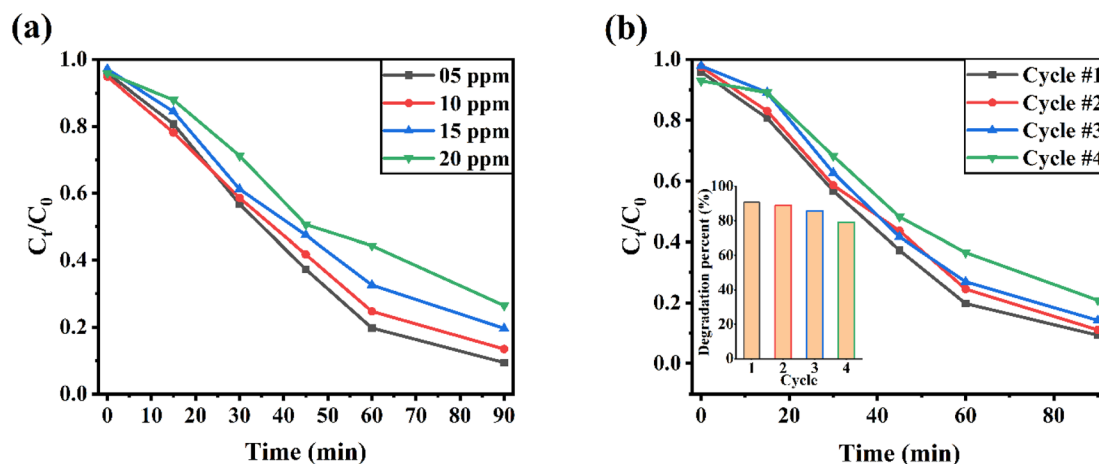 (a)
1.0
0.8
0.6
0.4
0.2
0.0
Ct/C0
0 10 20 30 40 50 60 70 80 90
Time (min)
05 ppm
10 ppm
15 ppm
20 ppm
(b)
1.0
0.8
0.6
0.4
0.2
0.0
Ct/C0
0 20 40 60 80
Time (min)
Cycle #1
Cycle #2
Cycle #3
Cycle #4
100
80
60
40
20
0
Degradation percent (%)
1 2 3 4
Cycle